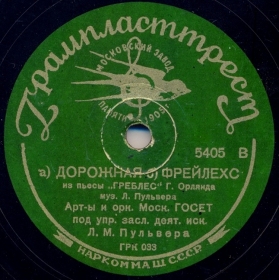 Грампласттрест
МОСКОВСКИЙ ЗАВОД
ПАМЯТИ 1905 Г.
5405 В
а) ДОРОЖНАЯ б) ФРЕЙЛЕХС
из пьесы „ГРЕБЛЕС" Г. Орланда
муз. Л. Пульвера
Арт-ы и орк. Моск. ГОСЕТ
под упр. засл. деят. иск.
Л. М. Пульвера
ГРК 033
НАРКОММАШ СССР